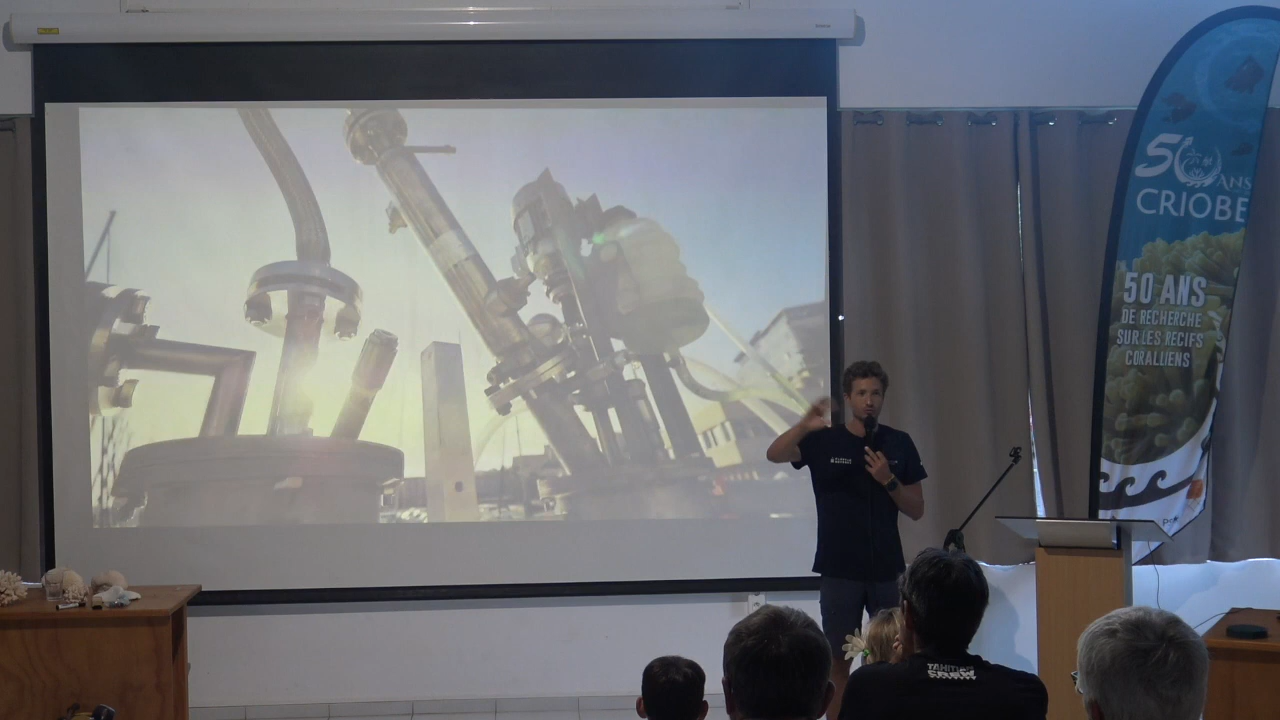 50 ANS
CRIOBE
50 ANS
DE RECHERCHE
SUR LES RECIFS
CORALLIENS
TAHITIAN